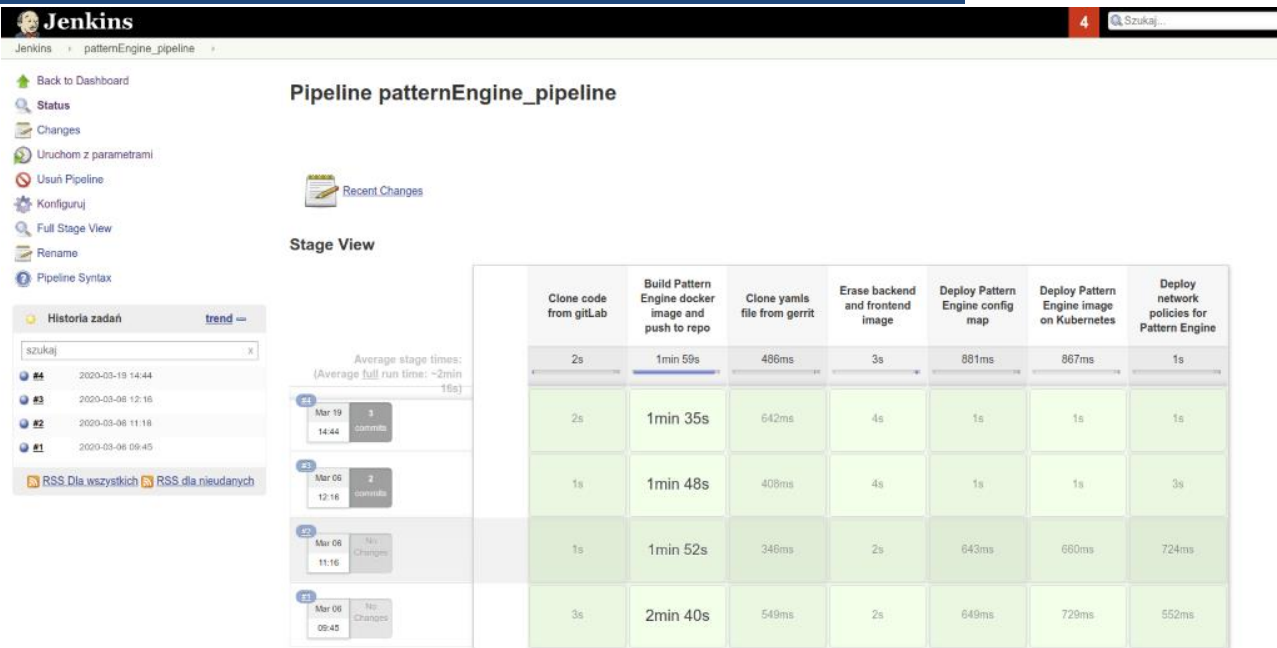 Jenkins
4
Szukaj...
Jenkins
patternEngine_pipeline
Back to Dashboard
Status
Changes
Uruchom z parametrami
Usuń Pipeline
Konfiguruj
Full Stage View
Rename
Pipeline Syntax
Historia zadań
trend
szukaj
x
#4 2020-03-19 14:44
#3 2020-03-06 12:16
#2 2020-03-06 11:16
#1 2020-03-06 09:45
RSS Dla wszystkich RSS dla nieudanych
Pipeline patternEngine_pipeline
Recent Changes
Stage View
Clone code
from gitLab
Build Pattern
Engine docker
image and
push to repo
Clone yamls
file from gerrit
Erase backend
and frontend
image
Deploy Pattern
Engine config
map
Deploy Pattern
Engine image
on Kubernetes
Deploy
network
policies for
Pattern Engine
Average stage times:
(Average full run time: ~2min
16s)
2s 1min 59s 486ms 3s 881ms 867ms 1s
#4
Mar 19
14:44
3
commits
2s 1min 35s 642ms 4s 1s 1s 1s
#3
Mar 06
12:16
2
commits
1s 1min 48s 408ms 4s 1s 1s 3s
#2
Mar 06
11:16
No
Changes
1s 1min 52s 346ms 2s 643ms 660ms 724ms
#1
Mar 06
09:45
No
Changes
3s 2min 40s 549ms 2s 649ms 729ms 552ms